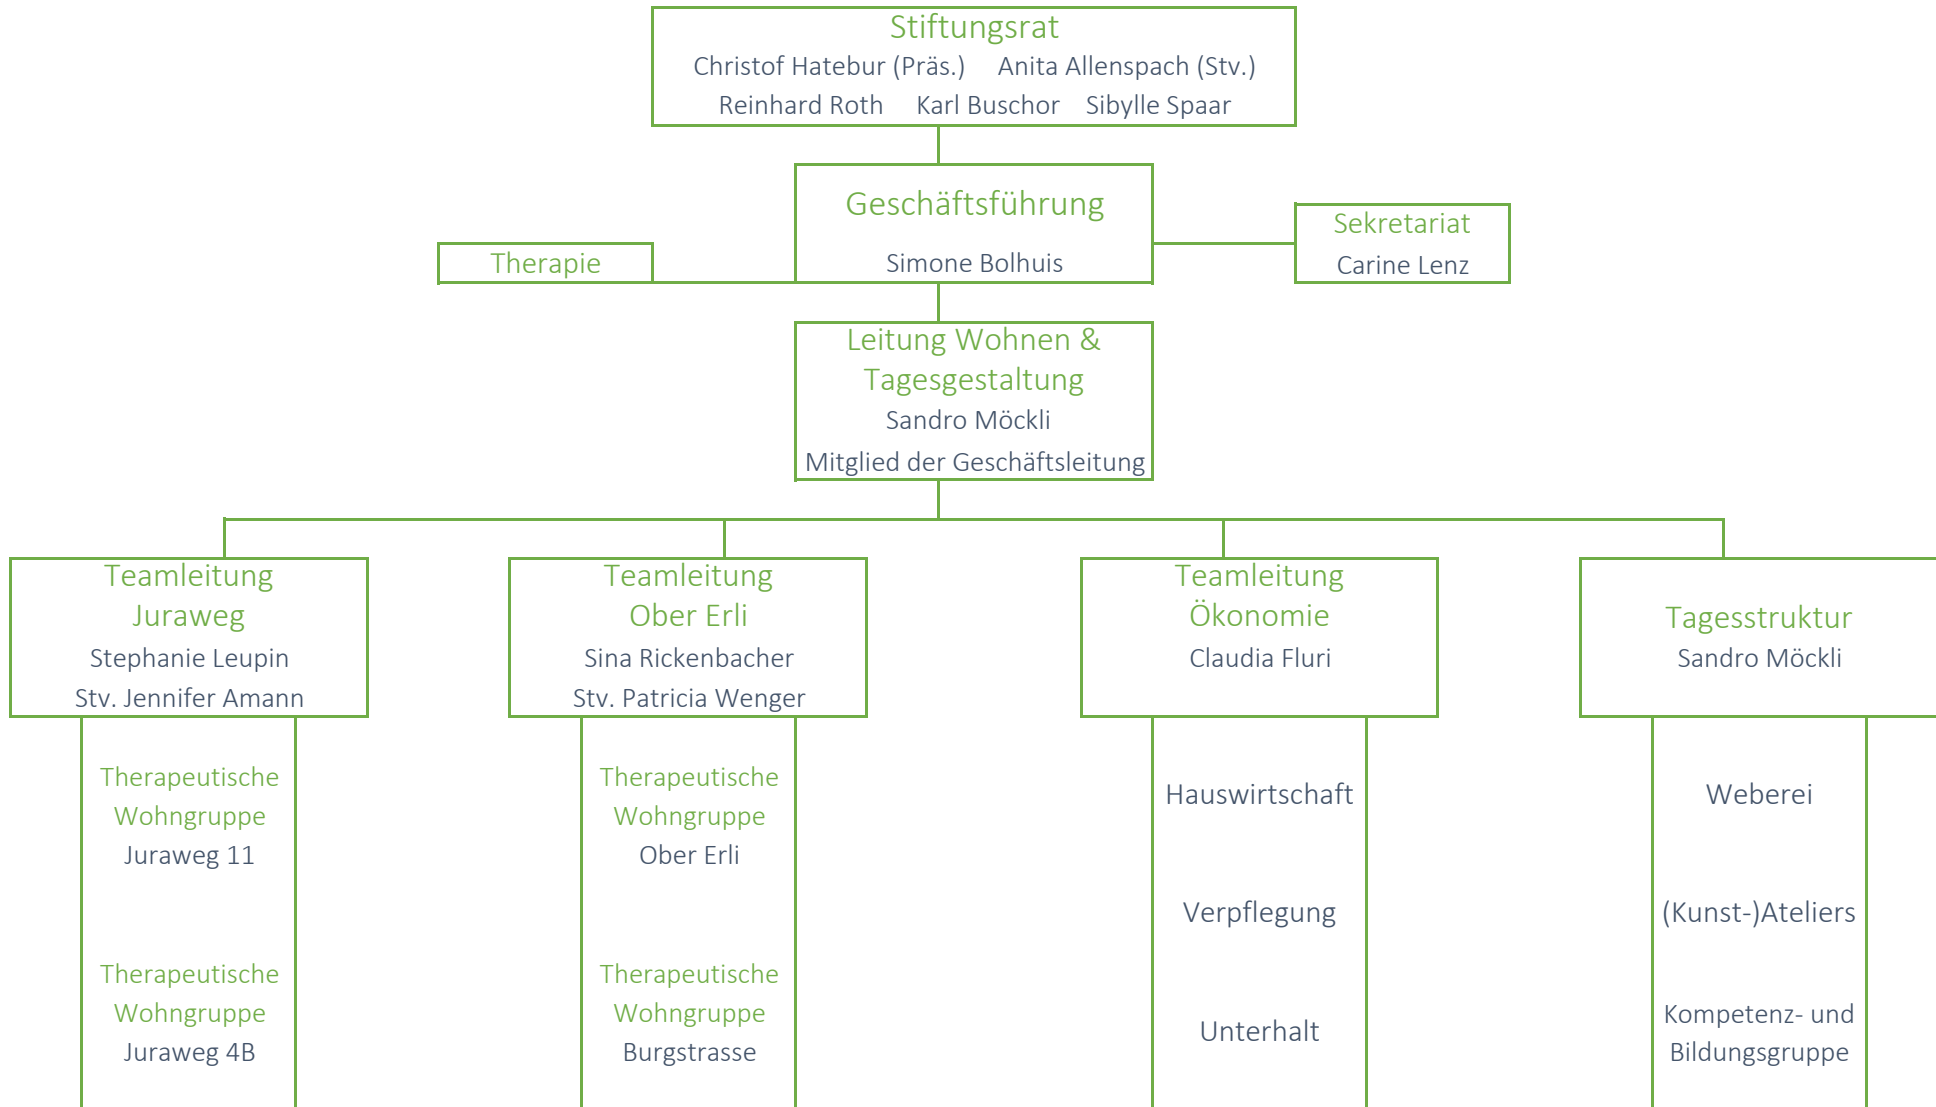 Stiftungsrat
Christof Hatebur (Präs.) Anita Allenspach (Stv.)
Reinhard Roth Karl Buschor Sibylle Spaar
Geschäftsführung
Simone Bolhuis
Sekretariat
Carine Lenz
Therapie
Leitung Wohnen &
Tagesgestaltung
Sandro Möckli
Mitglied der Geschäftsleitung
Teamleitung
Juraweg
Stephanie Leupin
Stv. Jennifer Amann
Therapeutische
Wohngruppe
Juraweg 11
Therapeutische
Wohngruppe
Juraweg 4B
Teamleitung
Ober Erli
Sina Rickenbacher
Stv. Patricia Wenger
Therapeutische
Wohngruppe
Ober Erli
Therapeutische
Wohngruppe
Burgstrasse
Teamleitung
Ökonomie
Claudia Fluri
Hauswirtschaft
Verpflegung
Unterhalt
Tagesstruktur
Sandro Möckli
Weberei
(Kunst-)Ateliers
Kompetenz- und
Bildungsgruppe